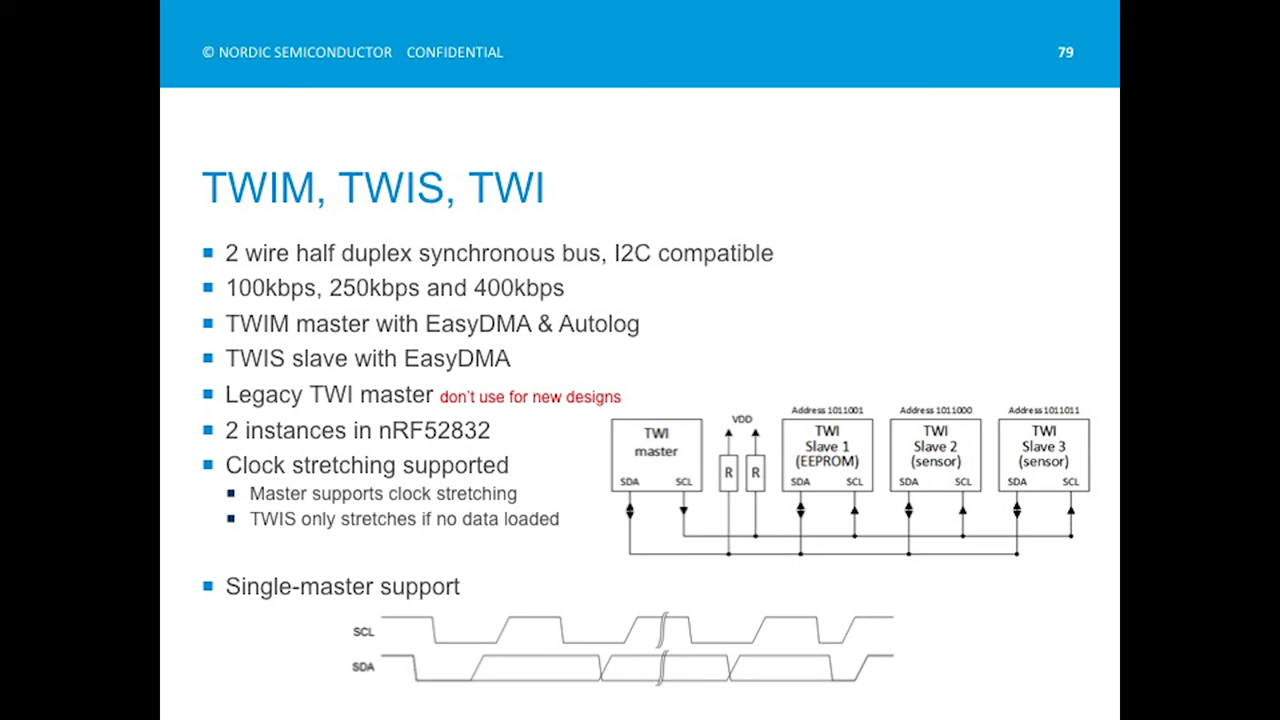 © NORDIC SEMICONDUCTOR CONFIDENTIAL 79
TWIM, TWIS, TWI
2 wire half duplex synchronous bus, I2C compatible
100kbps, 250kbps and 400kbps
TWIM master with EasyDMA & Autolog
TWIS slave with EasyDMA
Legacy TWI master don't use for new designs
2 instances in nRF52832
Clock stretching supported
Master supports clock stretching
TWIS only stretches if no data loaded
Single-master support
TWI
master
SDA SCL
VDD
R R
Address 1011001
TWI
Slave 1
(EEPROM)
SDA SCL
Address 1011000
TWI
Slave 2
(sensor)
SDA SCL
Address 1011011
TWI
Slave 3
(sensor)
SDA SCL
SCL
SDA